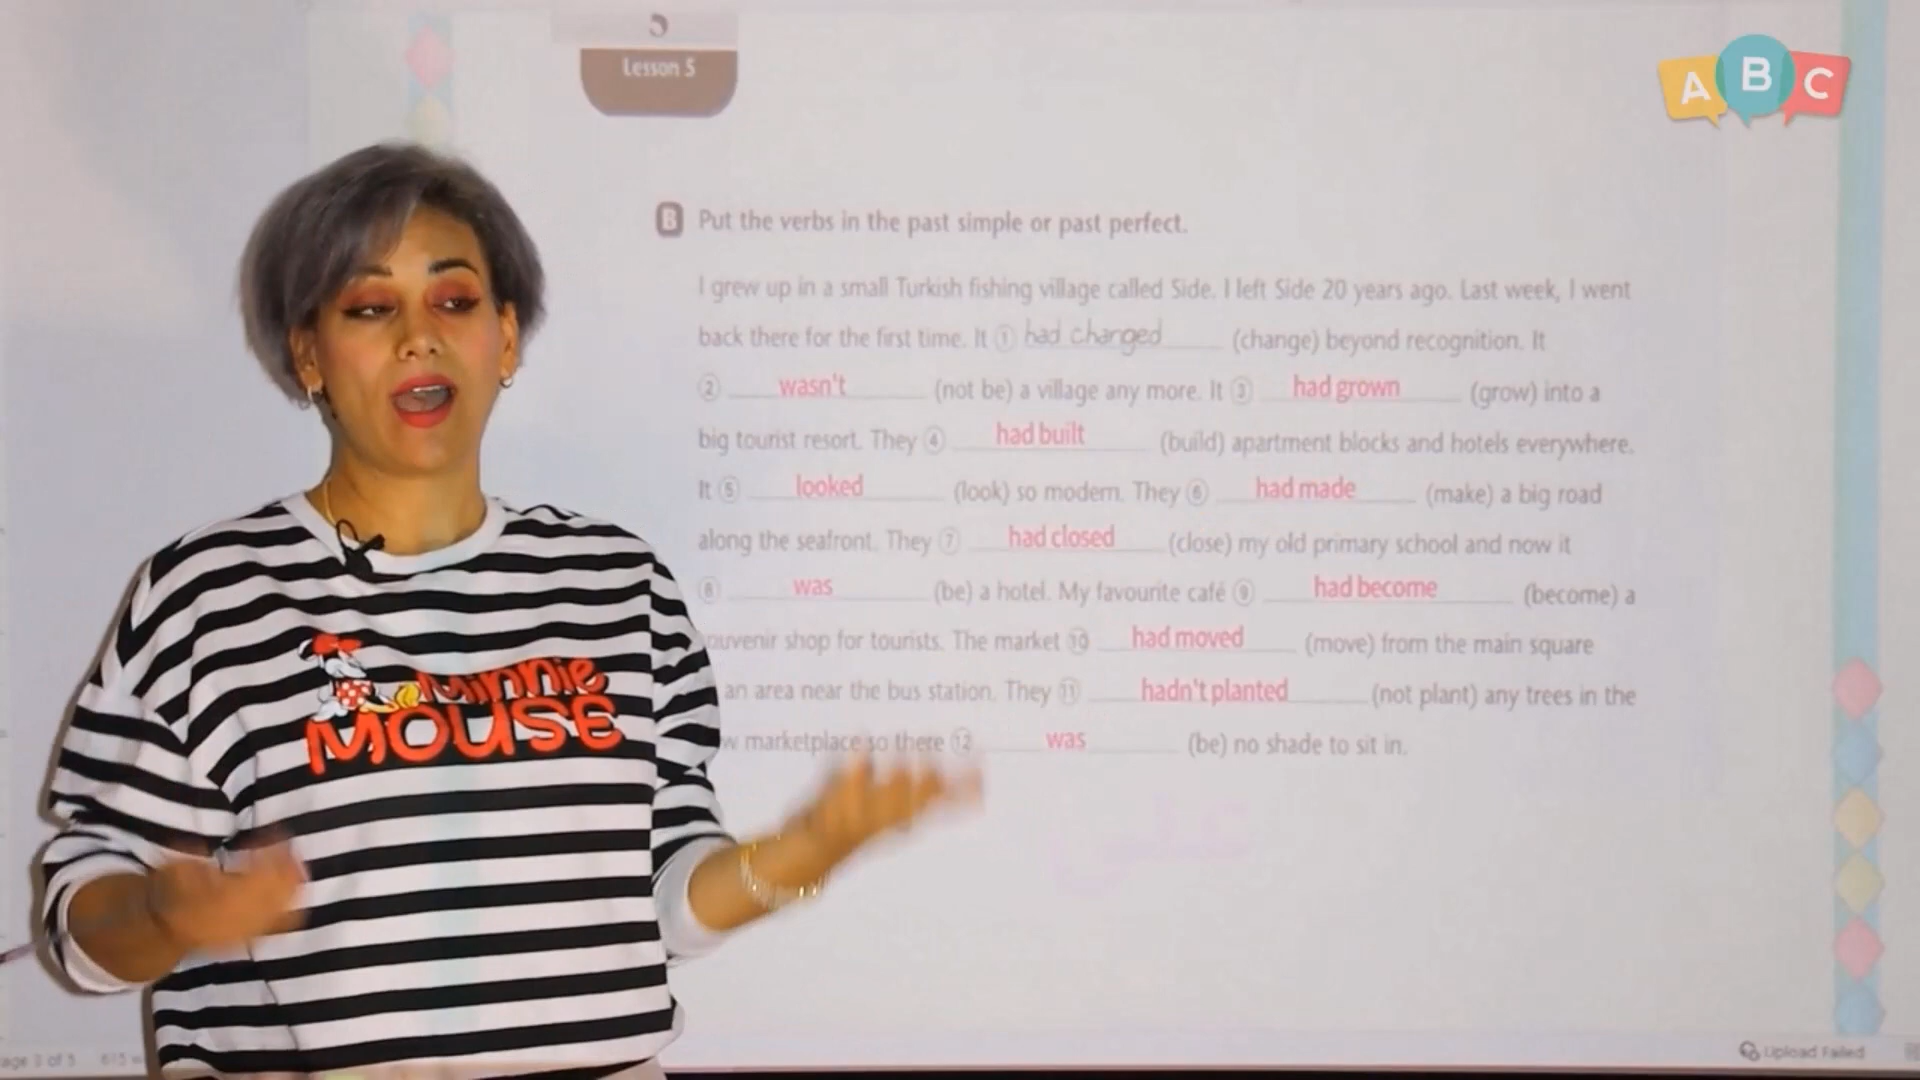 Lesson 5
A B C
B Put the verbs in the past simple or past perfect.
I grew up in a small Turkish fishing village called Side. I left Side 20 years ago. Last week, I went
back there for the first time. It ① had changed (change) beyond recognition. It
② wasn't (not be) a village any more. It ③ had grown (grow) into a
big tourist resort. They ④ had built (build) apartment blocks and hotels everywhere.
It ⑤ looked (look) so modern. They ⑥ had made (make) a big road
along the seafront. They ⑦ had closed (close) my old primary school and now it
⑧ was (be) a hotel. My favourite café ⑨ had become (become) a
ouvenir shop for tourists. The market ⑩ had moved (move) from the main square
an area near the bus station. They ⑪ hadn't planted (not plant) any trees in the
w marketplace so there ⑫ was (be) no shade to sit in.
Minnie
MOUSE
age 3 of 5 615
Upload Failed